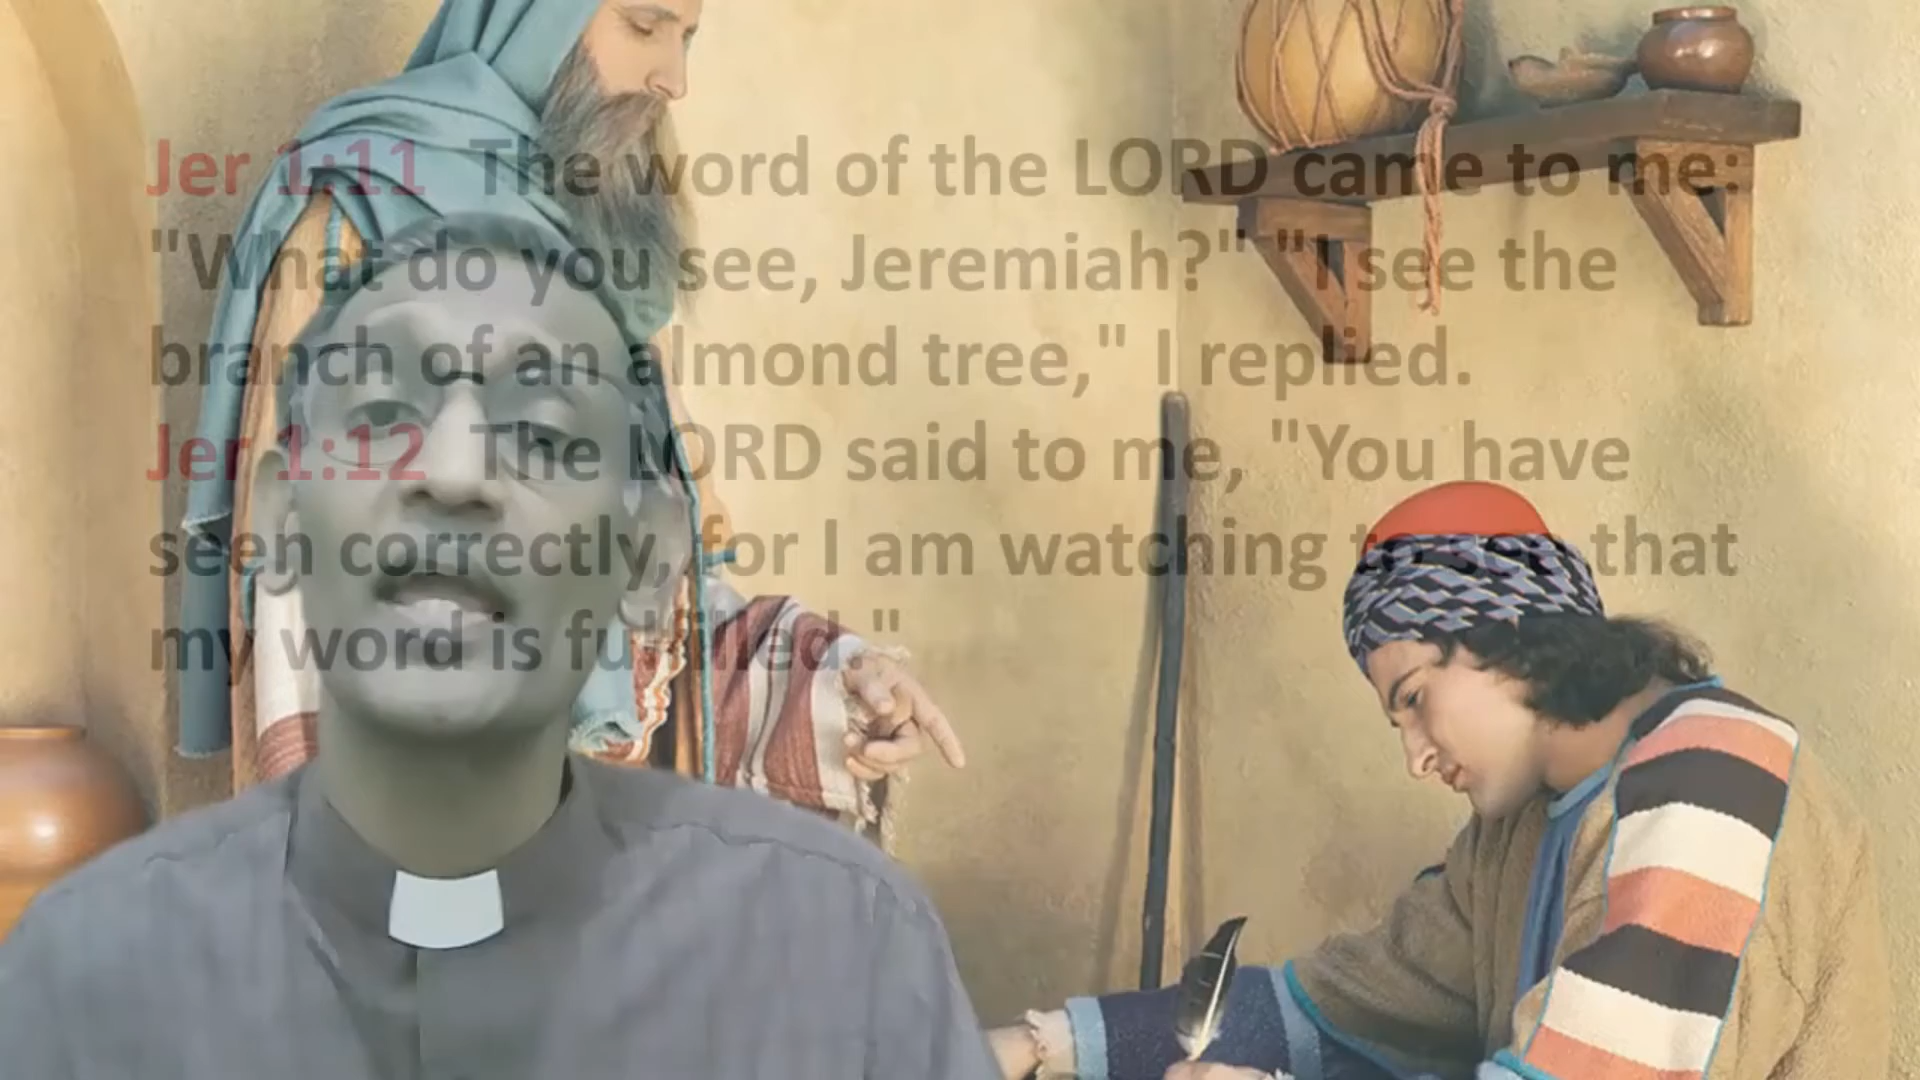 Jer 1:11 The word of the LORD came to me:
"What do you see, Jeremiah?" "I see the
branch of an almond tree," I replied.
Jer 1:12 The LORD said to me, "You have
seen correctly, for I am watching to see that
my word is fulfilled."